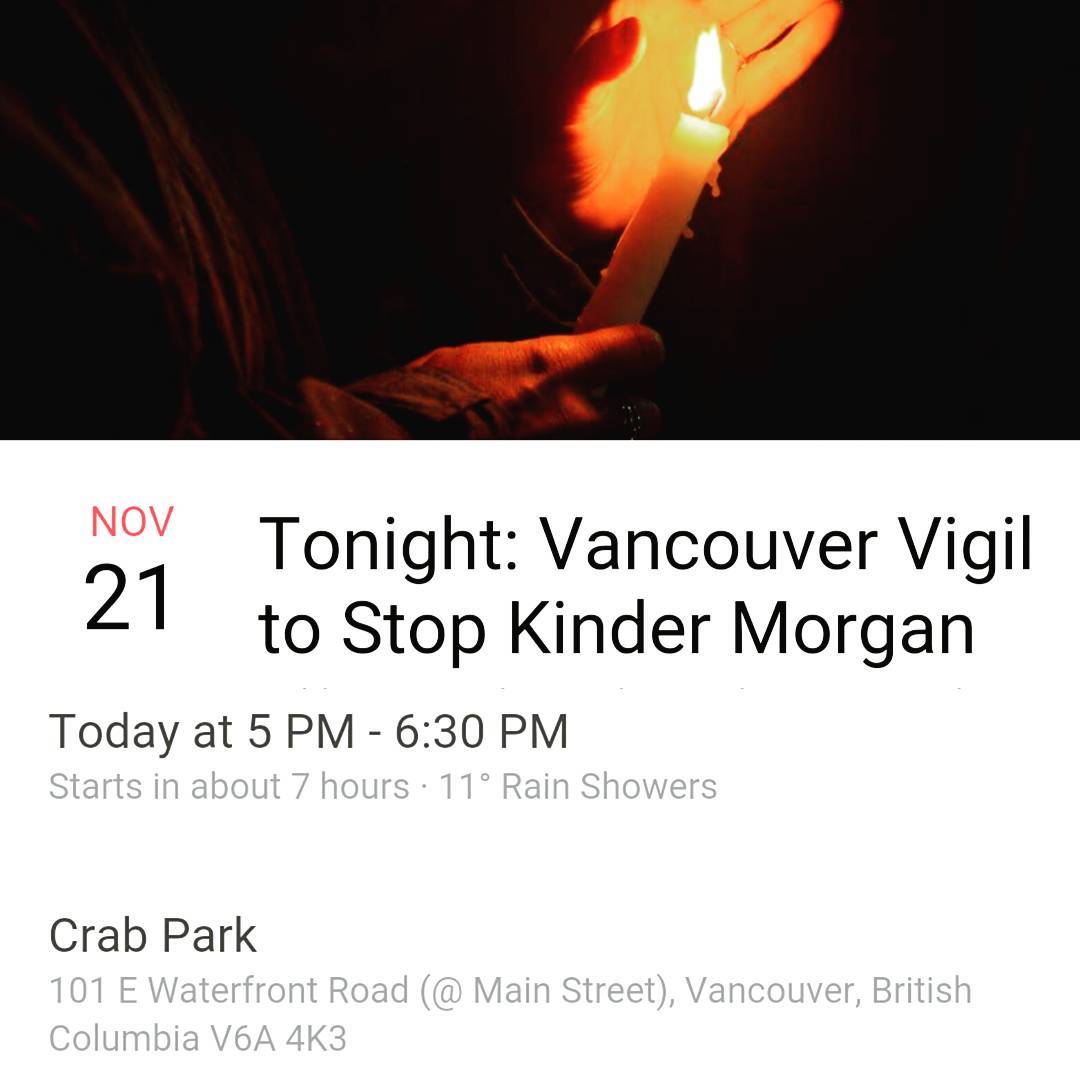 NOV
21
Tonight: Vancouver Vigil
to Stop Kinder Morgan
Today at 5 PM - 6:30 PM
Starts in about 7 hours · 11° Rain Showers
Crab Park
101 E Waterfront Road (@ Main Street), Vancouver, British
Columbia V6A 4K3